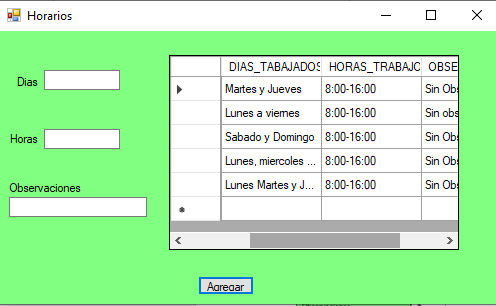 Horarios
DIAS_TABAJADOS HORAS_TRABAJO OBSE
Dias
Martes y Jueves 8:00-16:00 Sin Obs
Lunes a viernes 8:00-16:00 Sin obs
Horas
Sabado y Domingo 8:00-16:00 Sin Obs
Lunes, miercoles ... 8:00-16:00 Sin Obs
Observaciones
Lunes Martes y J... 8:00-16:00 Sin Obs
Agregar